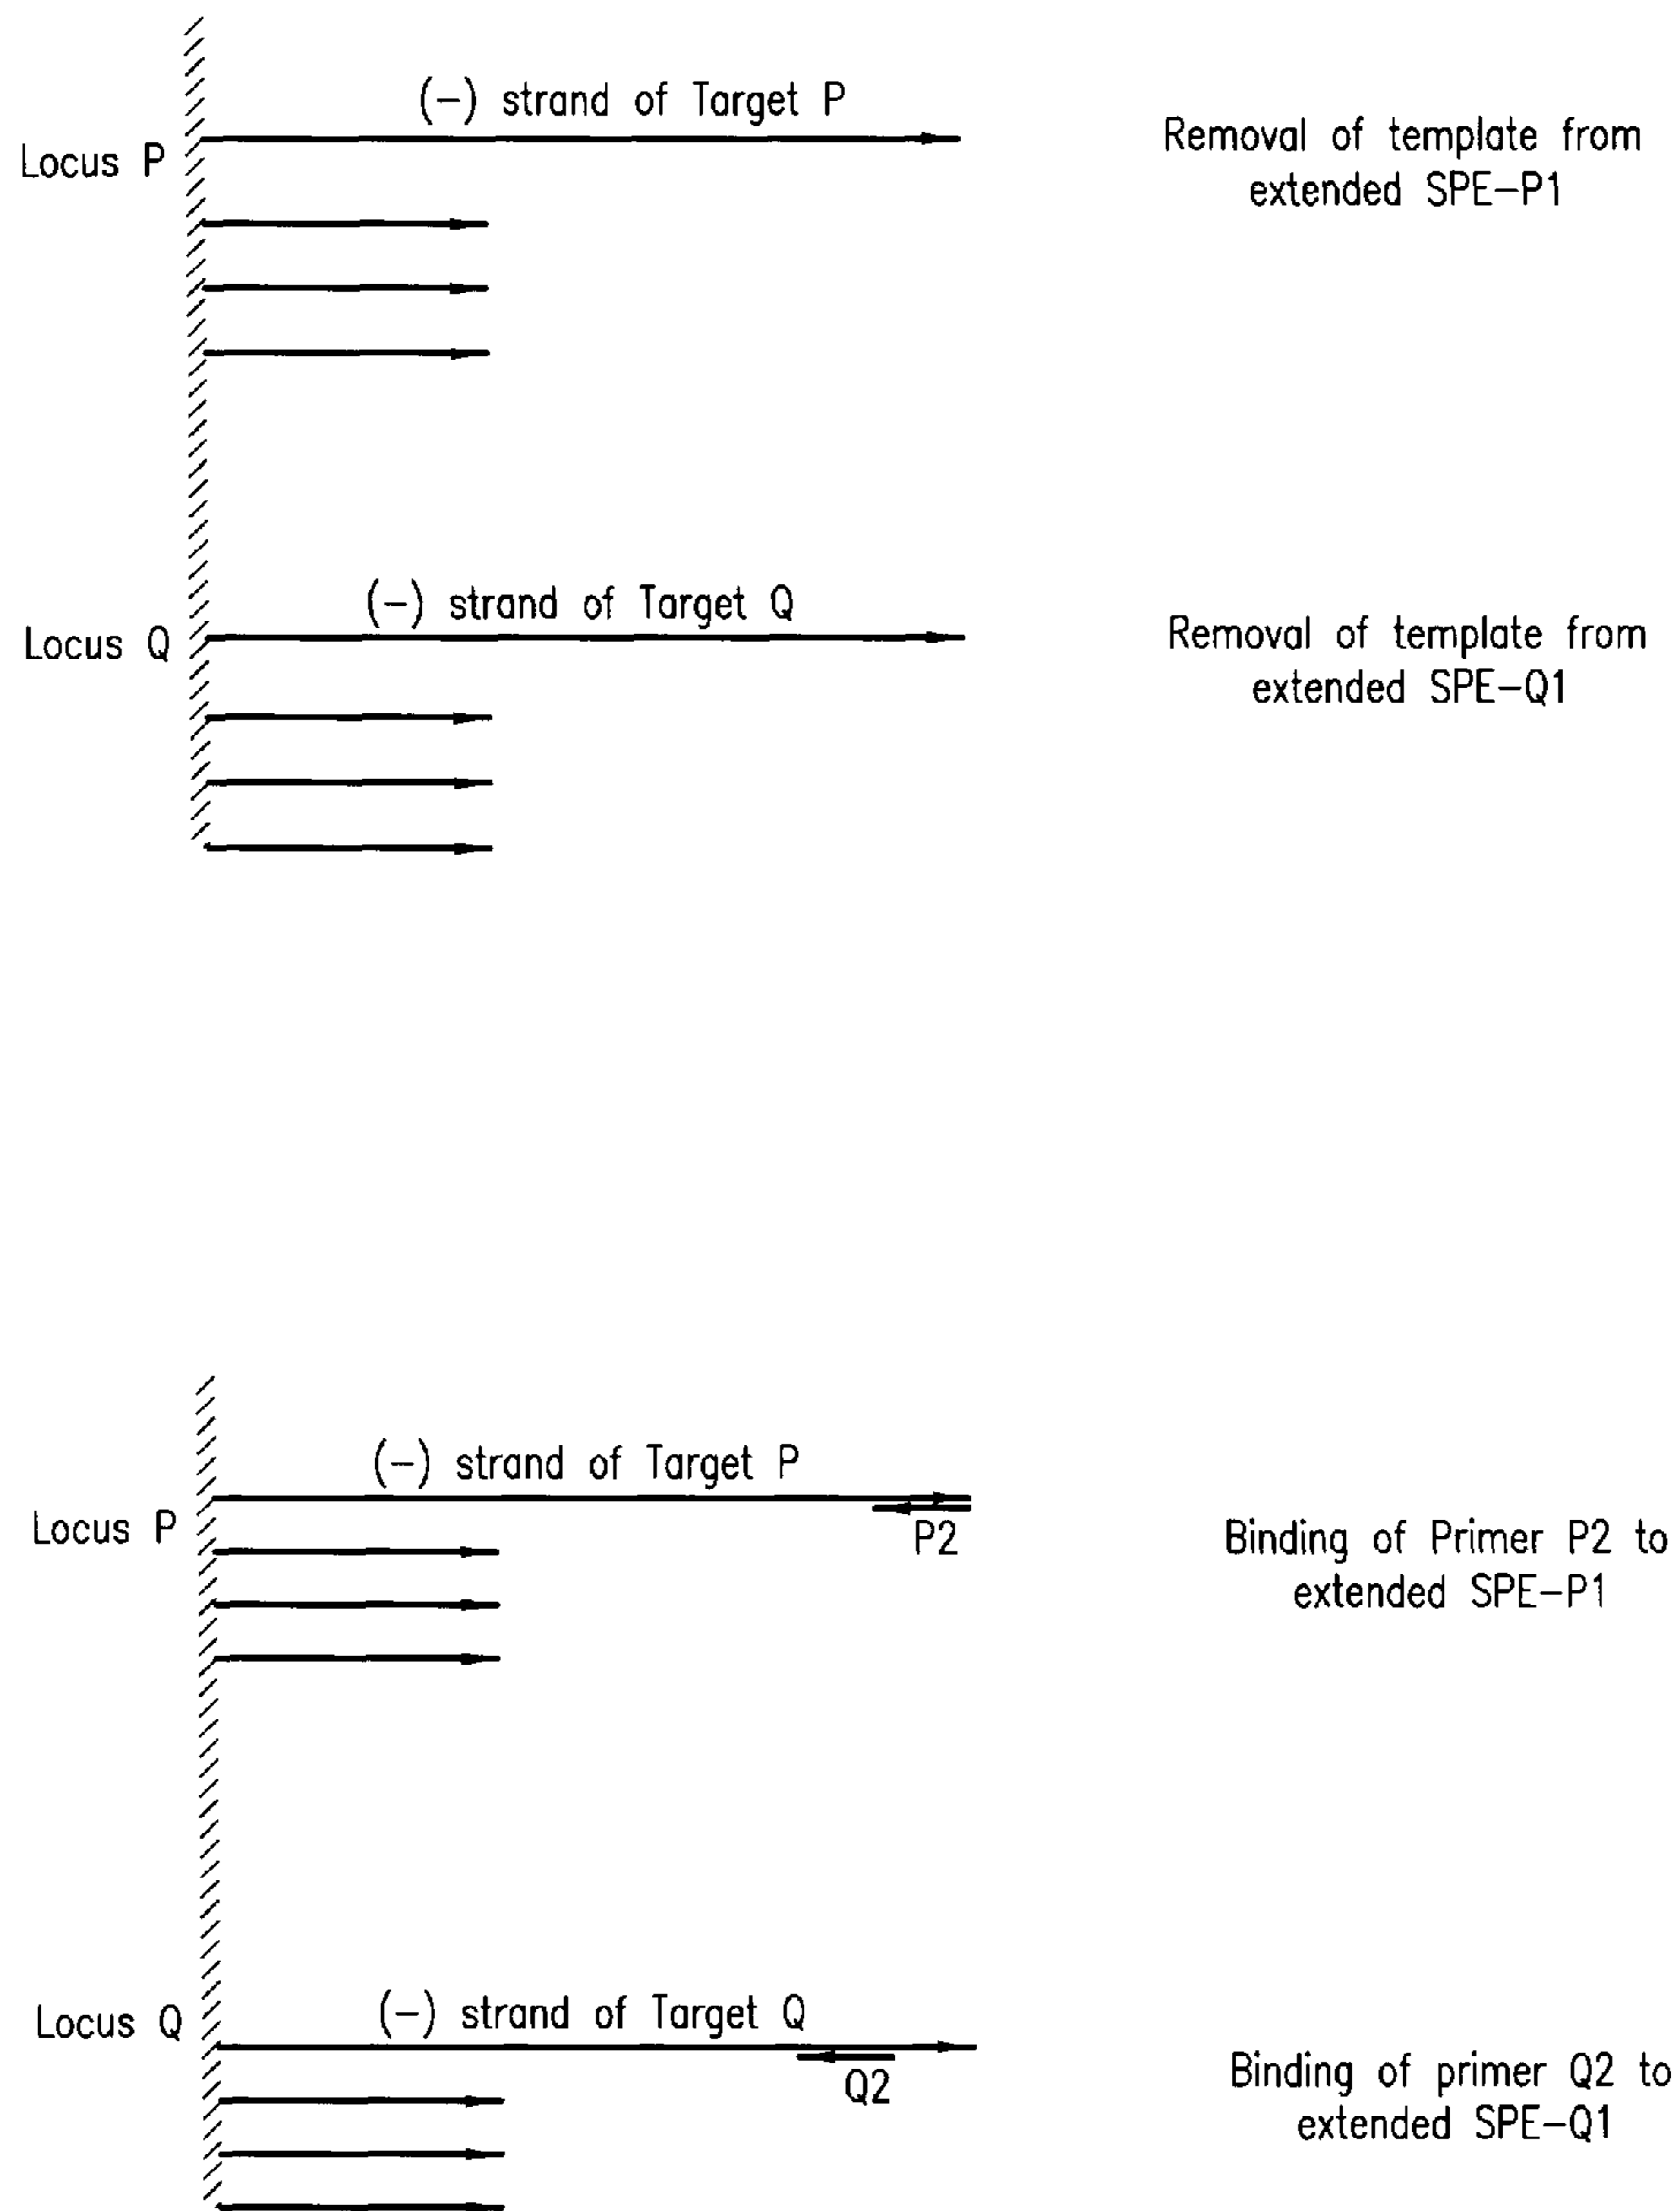 (-) strand of Target P
Locus P
Removal of template from
extended SPE-P1
(-) strand of Target Q
Locus Q
Removal of template from
extended SPE-Q1
(-) strand of Target P
Locus P
P2
Binding of Primer P2 to
extended SPE-P1
(-) strand of Target Q
Locus Q
Q2
Binding of primer Q2 to
extended SPE-Q1